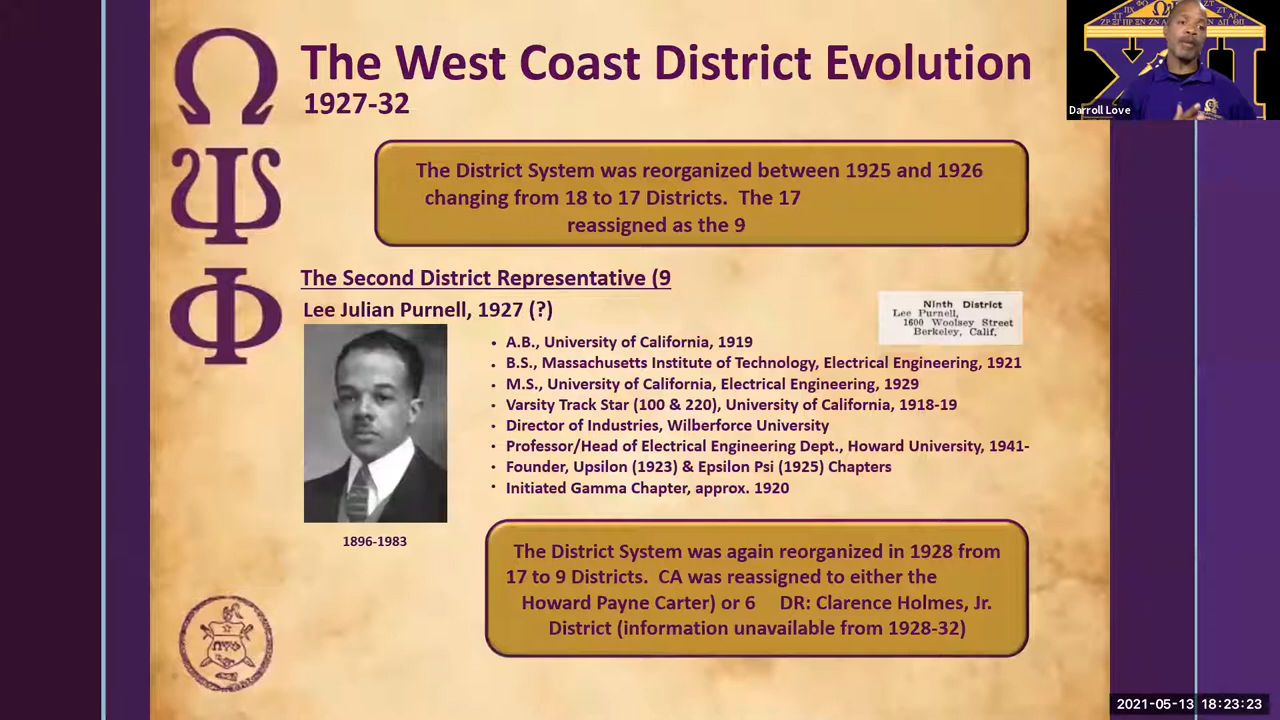 Ω
Ψ
Φ
The West Coast District Evolution
1927-32
The District System was reorganized between 1925 and 1926
changing from 18 to 17 Districts. The 17
reassigned as the 9
The Second District Representative (9
Lee Julian Purnell, 1927 (?)
Ninth District
Lee Purnell,
1600 Woolsey Street
Berkeley, Calif.
• A.B., University of California, 1919
• B.S., Massachusetts Institute of Technology, Electrical Engineering, 1921
• M.S., University of California, Electrical Engineering, 1929
• Varsity Track Star (100 & 220), University of California, 1918-19
• Director of Industries, Wilberforce University
• Professor/Head of Electrical Engineering Dept., Howard University, 1941-
• Founder, Upsilon (1923) & Epsilon Psi (1925) Chapters
• Initiated Gamma Chapter, approx. 1920
1896-1983
The District System was again reorganized in 1928 from
17 to 9 Districts. CA was reassigned to either the
Howard Payne Carter) or 6 DR: Clarence Holmes, Jr.
District (information unavailable from 1928-32)
ΩΨΦ
Darroll Love
2021-05-13 18:23:23